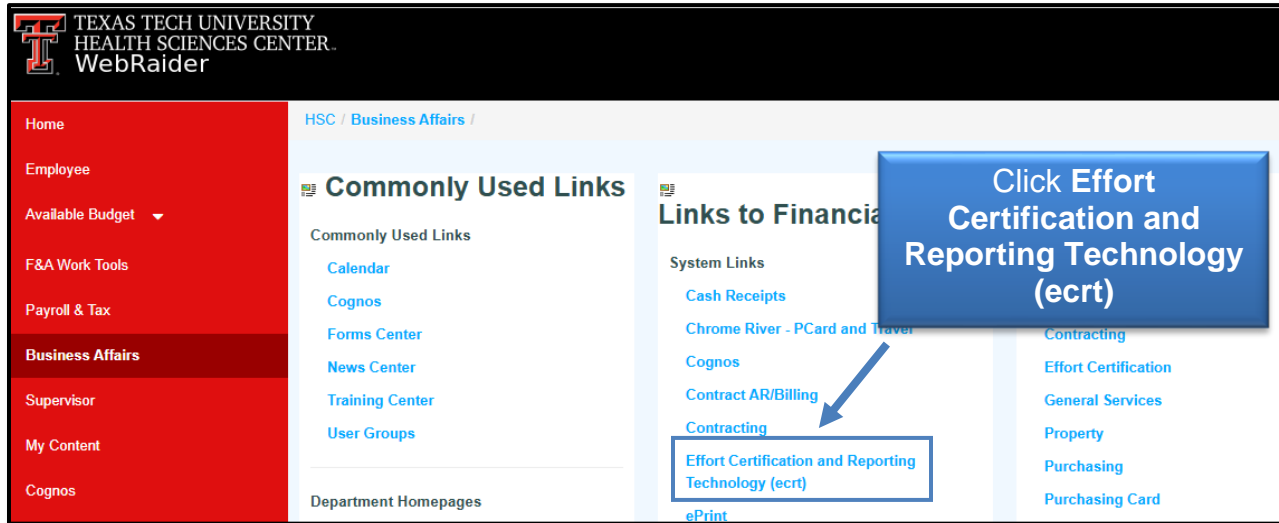 TEXAS TECH UNIVERSITY
HEALTH SCIENCES CENTER™
WebRaider
Home
Employee
Available Budget
F&A Work Tools
Payroll & Tax
Business Affairs
Supervisor
My Content
Cognos
HSC / Business Affairs /
Commonly Used Links
Commonly Used Links
Calendar
Cognos
Forms Center
News Center
Training Center
User Groups
Department Homepages
Links to Financia
System Links
Cash Receipts
Chrome River - PCard and Travel
Cognos
Contract AR/Billing
Contracting
Effort Certification and Reporting
Technology (ecrt)
ePrint
Click Effort
Certification and
Reporting Technology
(ecrt)
Contracting
Effort Certification
General Services
Property
Purchasing
Purchasing Card